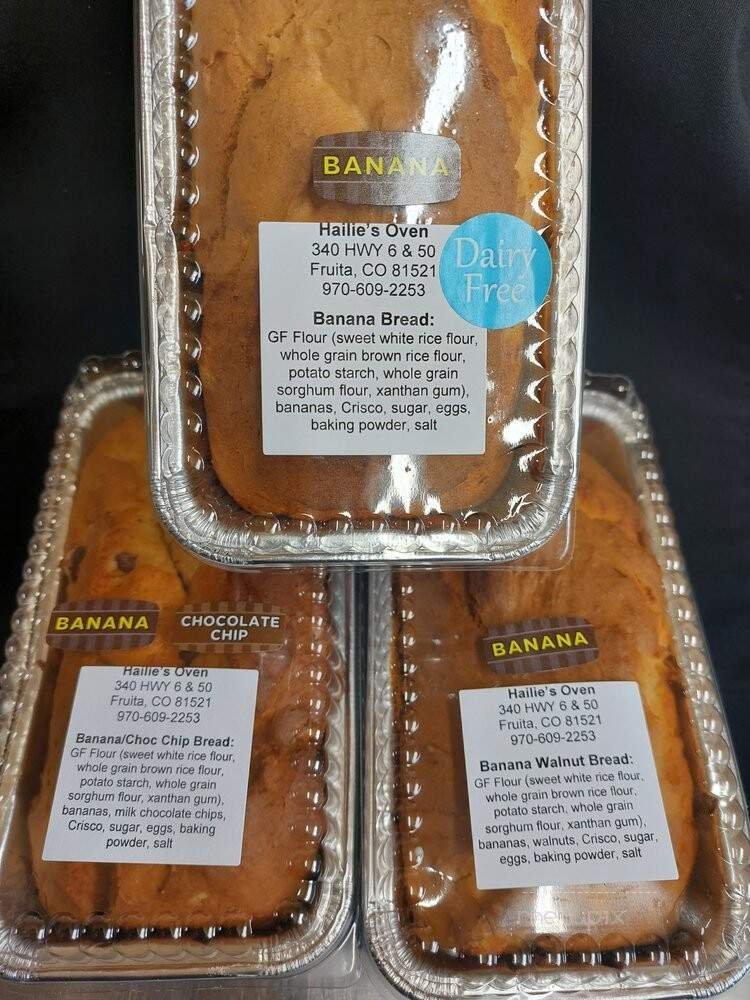 BANANA
Hailie's Oven
340 HWY 6 & 50
Fruita, CO 81521
970-609-2253
Dairy
Free
Banana Bread:
GF Flour (sweet white rice flour,
whole grain brown rice flour,
potato starch, whole grain
sorghum flour, xanthan gum),
bananas, Crisco, sugar, eggs,
baking powder, salt
BANANA
CHOCOLATE
CHIP
Hailie's Oven
340 HWY 6 & 50
Fruita, CO 81521
970-609-2253
Banana/Choc Chip Bread:
GF Flour (sweet white rice flour,
whole grain brown rice flour,
potato starch, whole grain
sorghum flour, xanthan gum),
bananas, milk chocolate chips,
Crisco, sugar, eggs, baking
powder, salt
BANANA
Hailie's Oven
340 HWY 6 & 50
Fruita, CO 81521
970-609-2253
Banana Walnut Bread:
GF Flour (sweet white rice flour,
whole grain brown rice flour,
potato starch, whole grain
sorghum flour, xanthan gum),
bananas, walnuts, Crisco, sugar,
eggs, baking powder, salt
menupix